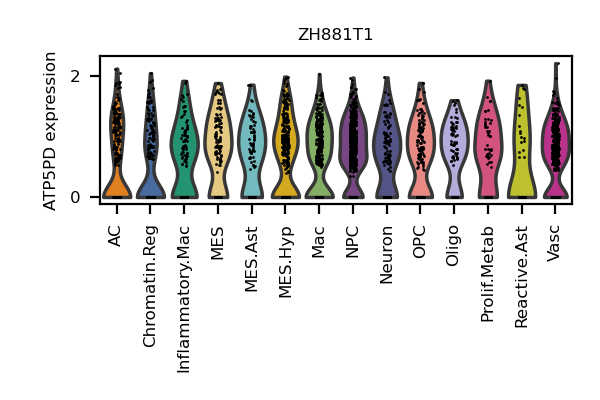 ZH881T1
ATP5PD expression
2
0
AC
Chromatin.Reg
Inflammatory.Mac
MES
MES.Ast
MES.Hyp
Mac
NPC
Neuron
OPC
Oligo
Prolif.Metab
Reactive.Ast
Vasc